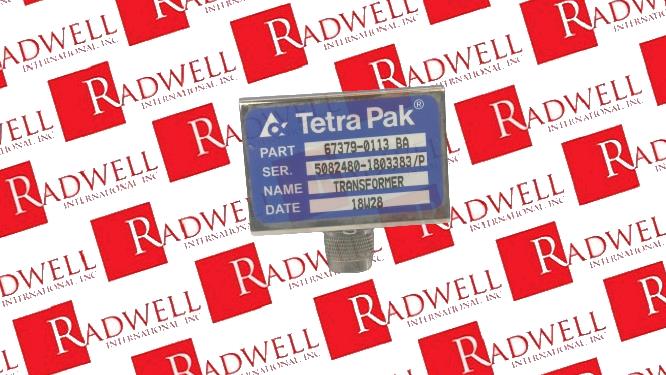 Tetra Pak®
PART 67379-0113 BA
SER. 5082480-1803383/P
NAME TRANSFORMER
DATE 18W28
RADWELL
INTERNATIONAL, INC